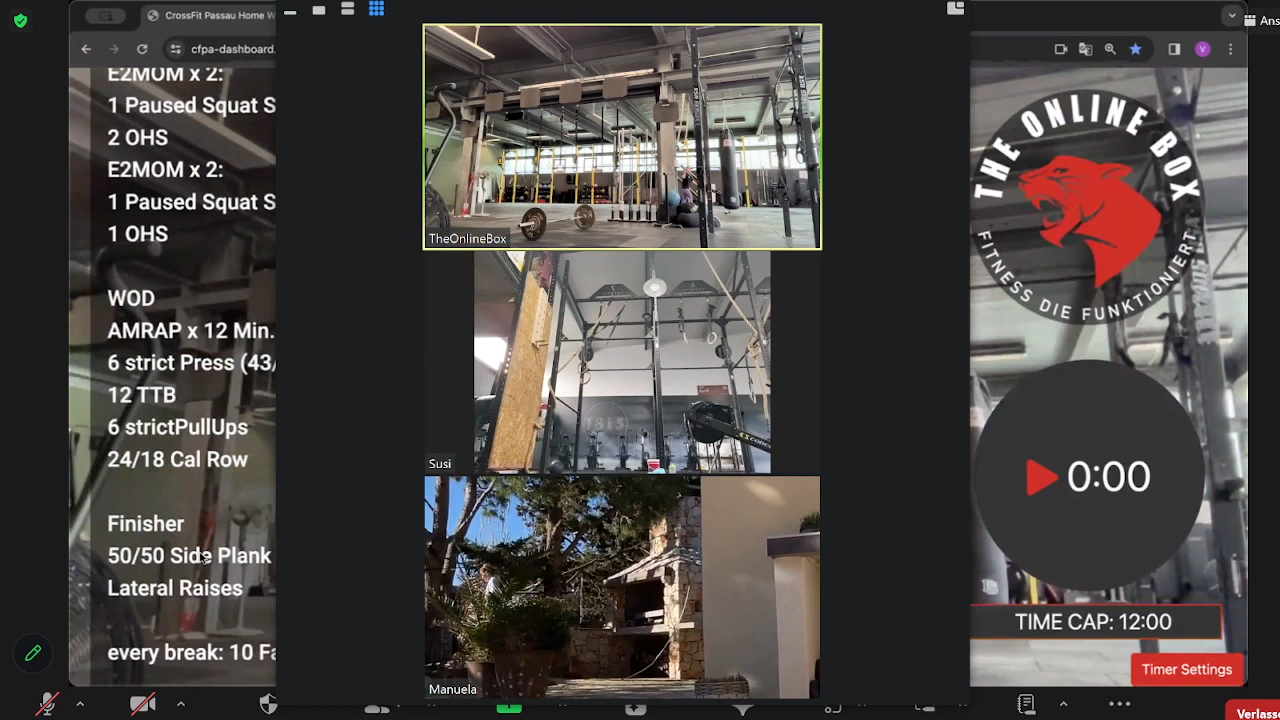 Ans
CrossFit Passau Home W
cfpa-dashboard.
V
E2MOM x 2:
1 Paused Squat S
2 OHS
E2MOM x 2:
1 Paused Squat S
1 OHS
WOD
AMRAP x 12 Min.
6 strict Press (43/
12 TTB
6 strictPullUps
24/18 Cal Row
Finisher
50/50 Side Plank
Lateral Raises
every break: 10 Fa
TheOnlineBox
Susi
Manuela
THE ONLINE BOX
FITNESS DIE FUNKTIONIERT
0:00
TIME CAP: 12:00
Timer Settings
Verlass